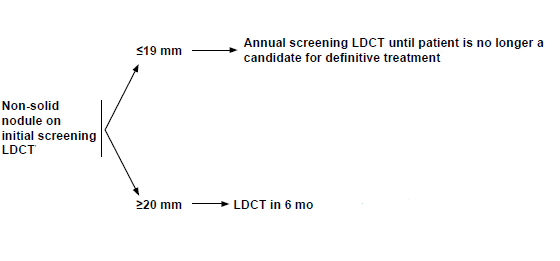 ≤19 mm
Annual screening LDCT until patient is no longer a
candidate for definitive treatment
Non-solid
nodule on
initial screening
LDCT
≥20 mm
LDCT in 6 mo